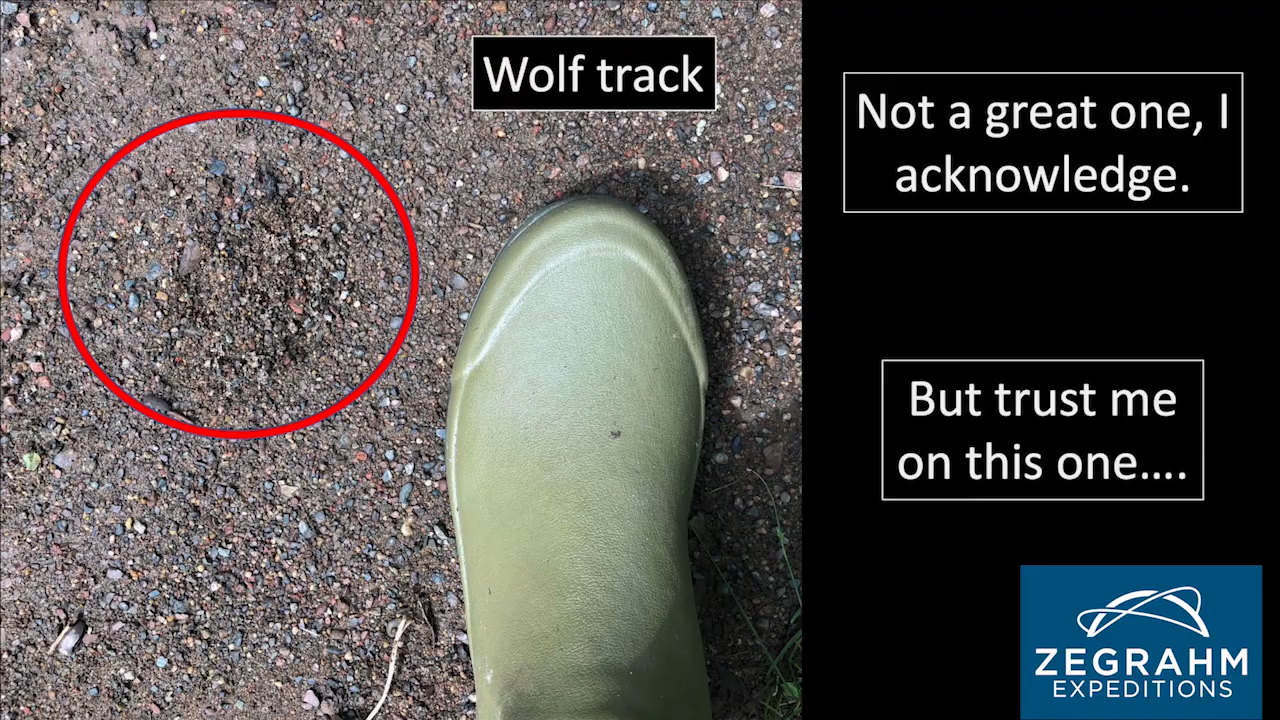 Wolf track
Not a great one, I
acknowledge.
But trust me
on this one….
ZEGRAHM
EXPEDITIONS